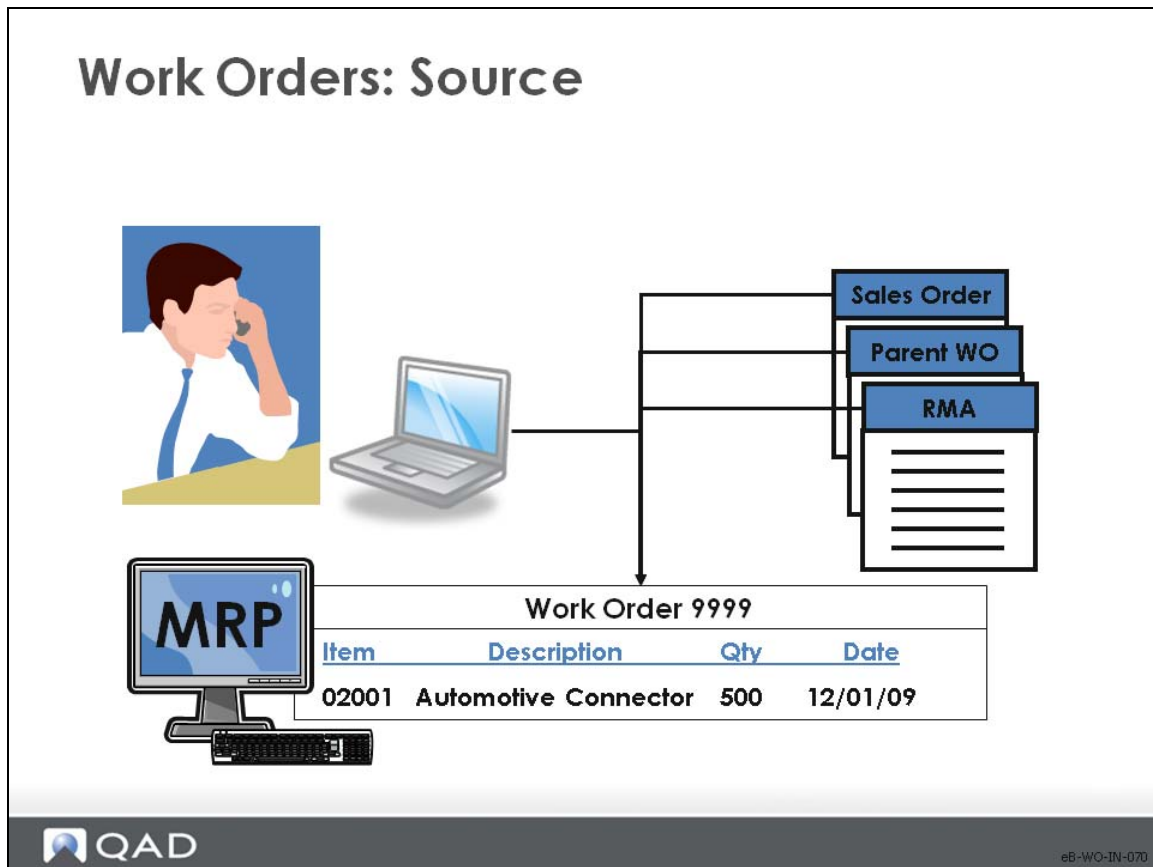 Work Orders: Source
Sales Order
Parent WO
RMA
MRP
Work Order 9999
Item Description Qty Date
02001 Automotive Connector 500 12/01/09
QAD
eB-WO-IN-070